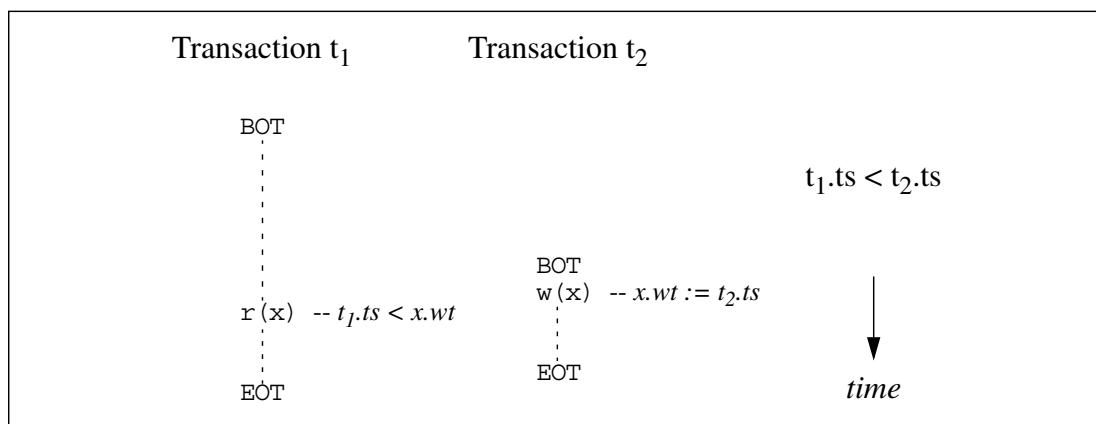 Transaction t1 Transaction t2
BOT
t1.ts < t2.ts
BOT
w(x) -- x.wt := t2.ts
r(x) -- t1.ts < x.wt
EOT
EOT
time